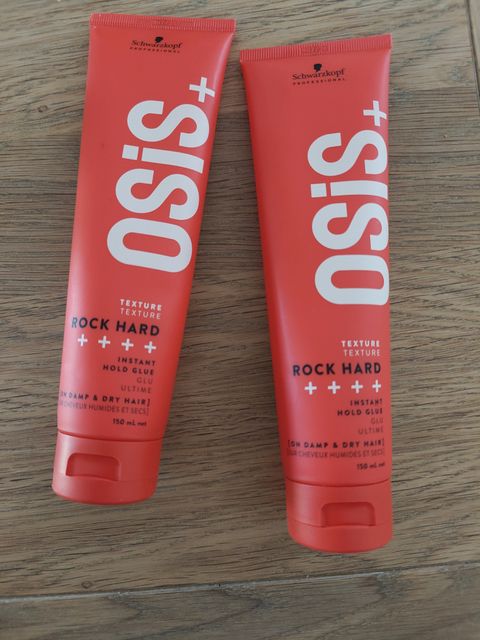 Schwarzkopf
PROFESSIONAL
OSiS+
TEXTURE
TEXTURE
ROCK HARD
++++
INSTANT
HOLD GLUE
GLU
ULTIME
[ON DAMP & DRY HAIR]
SUR CHEVEUX HUMIDES ET SECS]
150 mL net
Schwarzkopf
PROFESSIONAL
OSiS+
TEXTURE
TEXTURE
ROCK HARD
++++
INSTANT
HOLD GLUE
GLU
ULTIME
[ON DAMP & DRY HAIR]
[SUR CHEVEUX HUMIDES ET SECS]
150 mL net